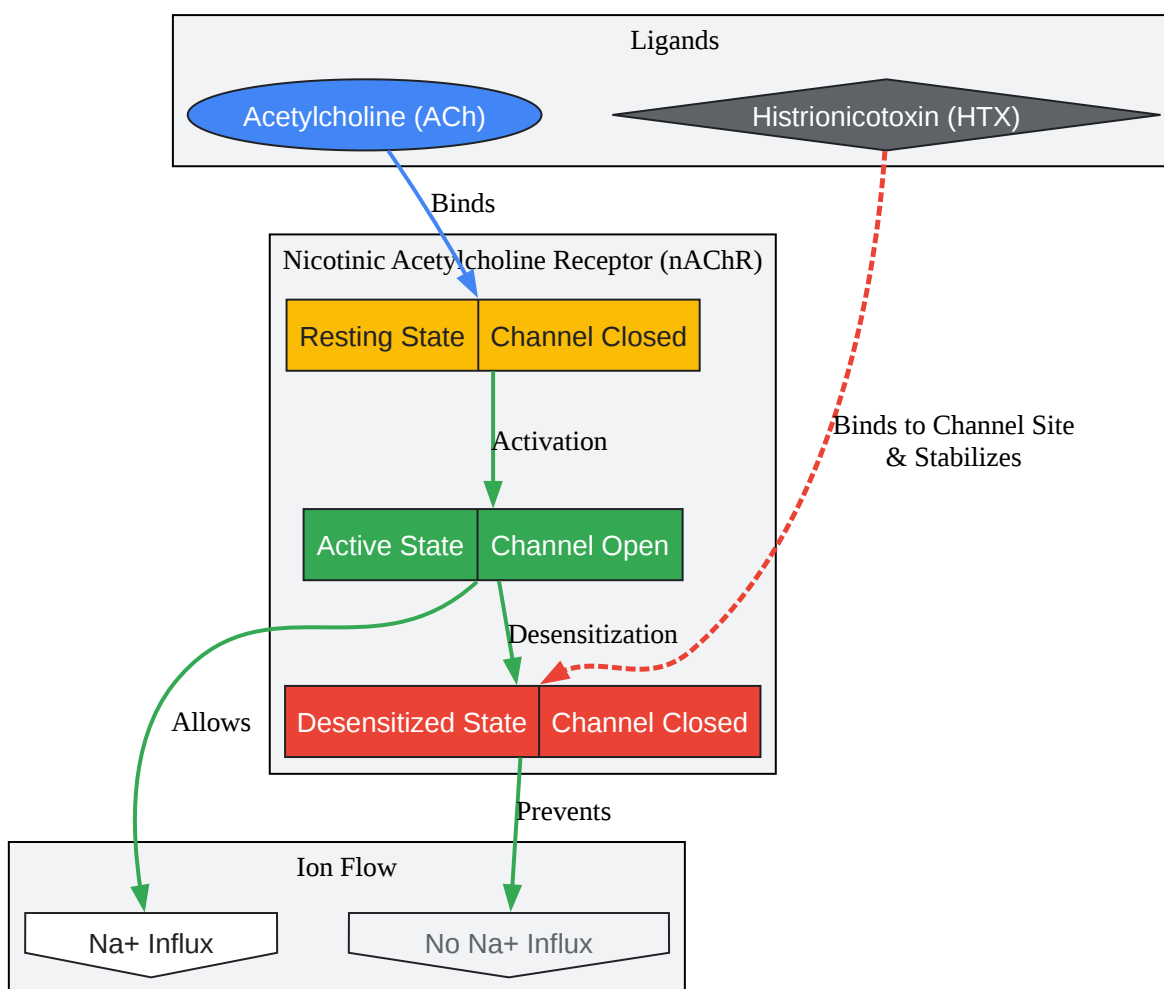 Ligands
Acetylcholine (ACh)
Histrionicotoxin (HTX)
Binds
Nicotinic Acetylcholine Receptor (nAChR)
Resting State
Channel Closed
Activation
Binds to Channel Site
& Stabilizes
Active State
Channel Open
Desensitization
Desensitized State
Channel Closed
Allows
Prevents
Ion Flow
Na+ Influx
No Na+ Influx